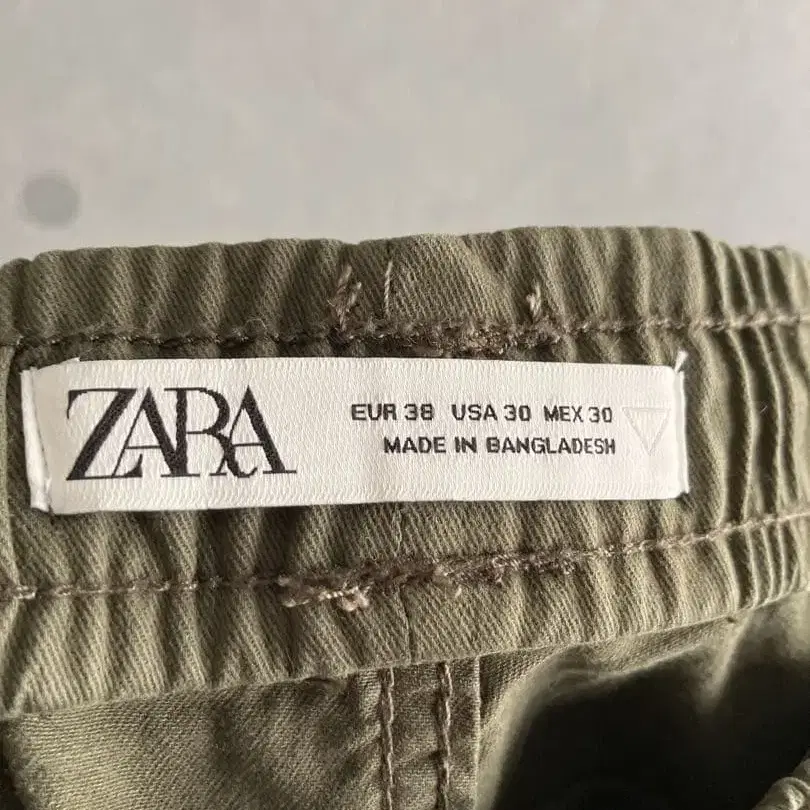 ZARA
EUR 38 USA 30 MEX 30
MADE IN BANGLADESH